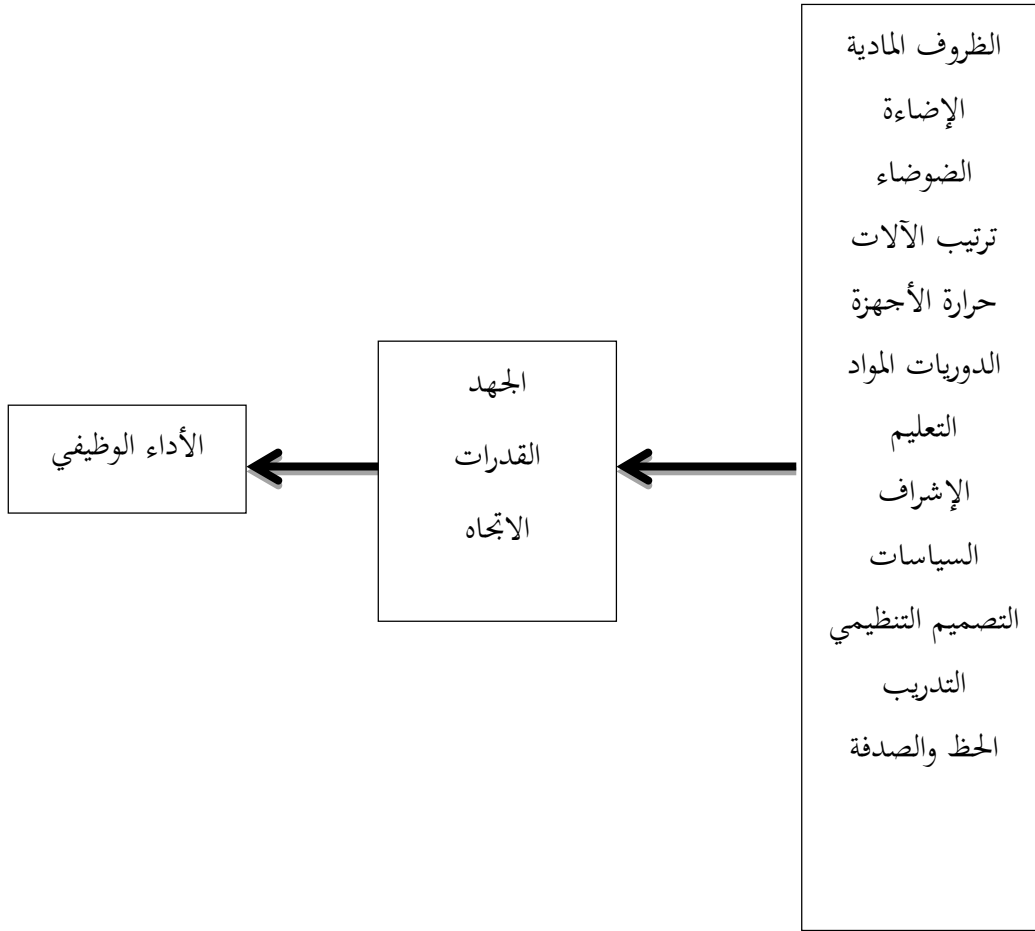 الظروف المادية
الإضاءة
الضوضاء
ترتيب الآلات
حرارة الأجهزة
الدوريات المواد
التعليم
الإشراف
السياسات
التصميم التنظيمي
التدريب
الحظ والصدفة
الجهد
القدرات
الاتجاه
الأداء الوظيفي